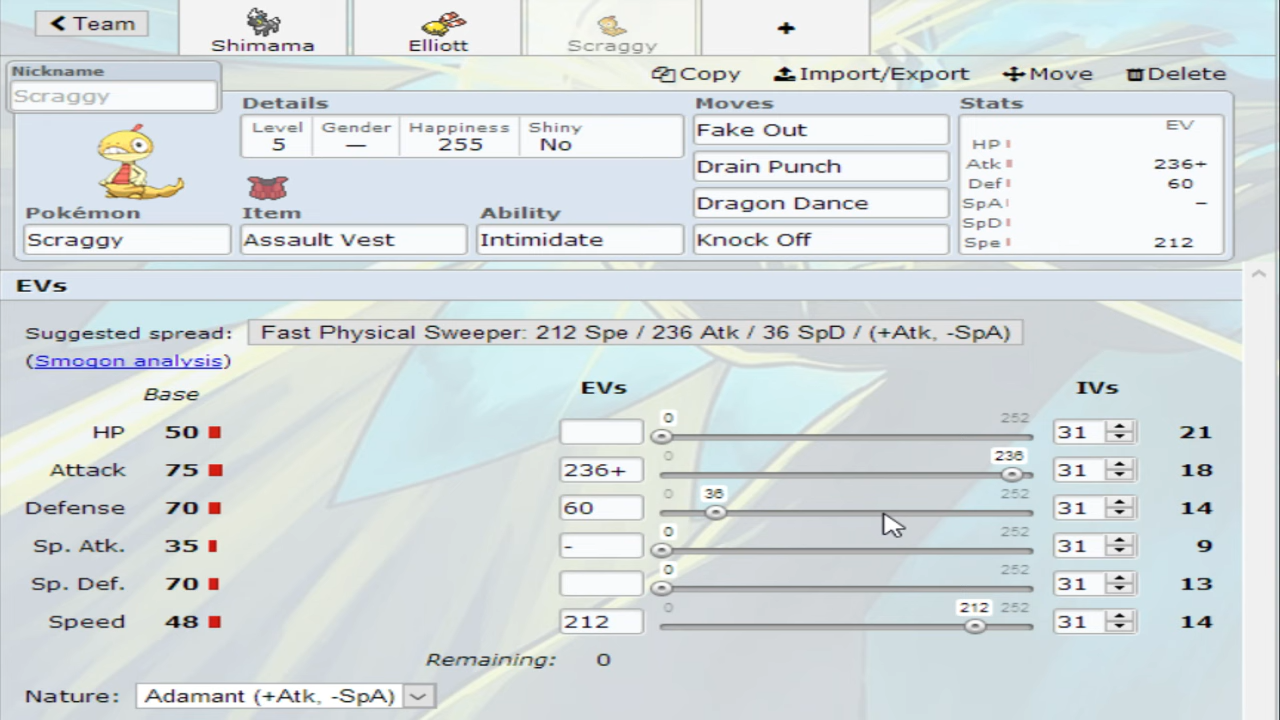 Team
Shimama
Elliott
Scraggy
+
Nickname
Scraggy
Copy
Import/Export
Move
Delete
Details
Level
5
Gender
—
Happiness
255
Shiny
No
Pokémon
Scraggy
Item
Assault Vest
Ability
Intimidate
Moves
Fake Out
Drain Punch
Dragon Dance
Knock Off
Stats
EV
HP
Atk 236+
Def 60
SpA –
SpD
Spe 212
EVs
Suggested spread: Fast Physical Sweeper: 212 Spe / 236 Atk / 36 SpD / (+Atk, -SpA)
(Smogon analysis)
Base EVs IVs
HP 50 0 252 31 21
Attack 75 236+ 0 236 31 18
Defense 70 60 0 36 252 31 14
Sp. Atk. 35 - 0 252 31 9
Sp. Def. 70 0 252 31 13
Speed 48 212 0 212 252 31 14
Remaining: 0
Nature: Adamant (+Atk, -SpA)